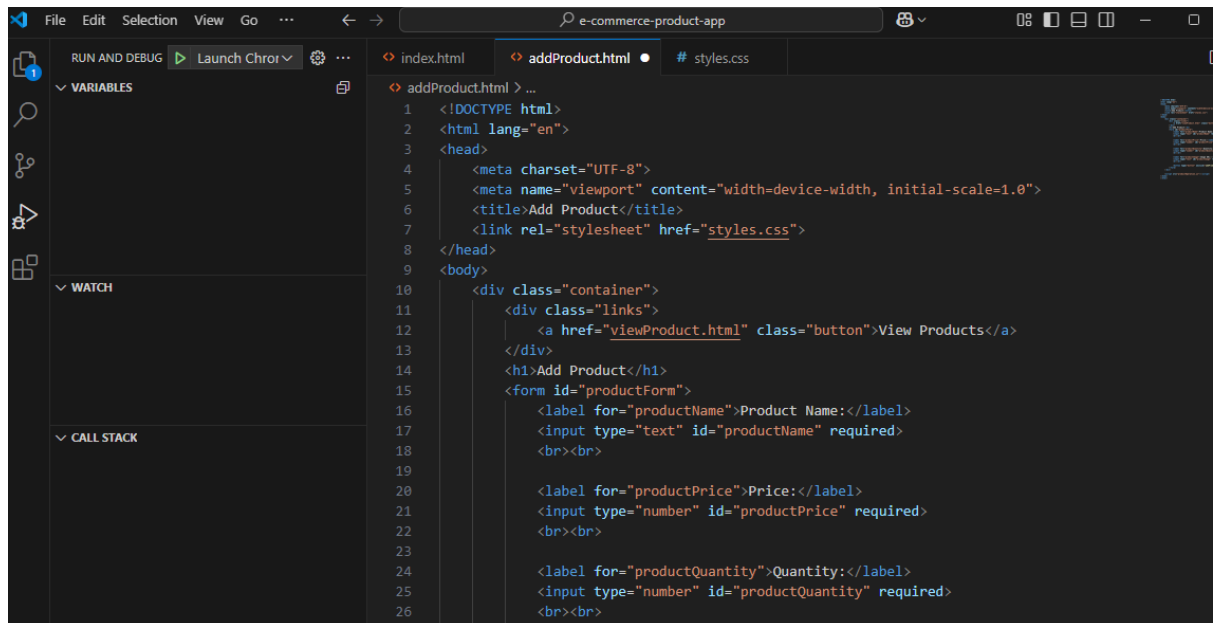 File Edit Selection View Go ··· ← → e-commerce-product-app
RUN AND DEBUG Launch Chror ···
1
VARIABLES
WATCH
CALL STACK
index.html addProduct.html ● # styles.css
addProduct.html > ...
1 <!DOCTYPE html>
2 <html lang="en">
3 <head>
4 <meta charset="UTF-8">
5 <meta name="viewport" content="width=device-width, initial-scale=1.0">
6 <title>Add Product</title>
7 <link rel="stylesheet" href="styles.css">
8 </head>
9 <body>
10 <div class="container">
11 <div class="links">
12 <a href="viewProduct.html" class="button">View Products</a>
13 </div>
14 <h1>Add Product</h1>
15 <form id="productForm">
16 <label for="productName">Product Name:</label>
17 <input type="text" id="productName" required>
18 <br><br>
19
20 <label for="productPrice">Price:</label>
21 <input type="number" id="productPrice" required>
22 <br><br>
23
24 <label for="productQuantity">Quantity:</label>
25 <input type="number" id="productQuantity" required>
26 <br><br>